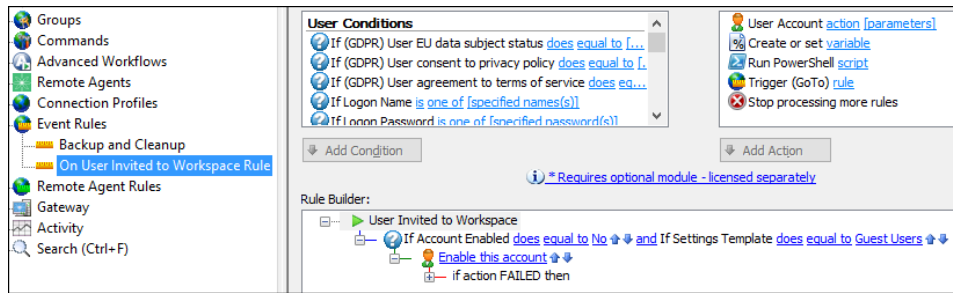 Groups
Commands
Advanced Workflows
Remote Agents
Connection Profiles
Event Rules
Backup and Cleanup
On User Invited to Workspace Rule
Remote Agent Rules
Gateway
Activity
Search (Ctrl+F)
User Conditions
If (GDPR) User EU data subject status does equal to [...
If (GDPR) User consent to privacy policy does equal to [.
If (GDPR) User agreement to terms of service does eq...
If Logon Name is one of [specified names(s)]
If Logon Password is one of [specified password(s)]
Add Condition
User Account action [parameters]
Create or set variable
Run PowerShell script
Trigger (GoTo) rule
Stop processing more rules
Add Action
* Requires optional module - licensed separately
Rule Builder:
User Invited to Workspace
If Account Enabled does equal to No and If Settings Template does equal to Guest Users
Enable this account
if action FAILED then